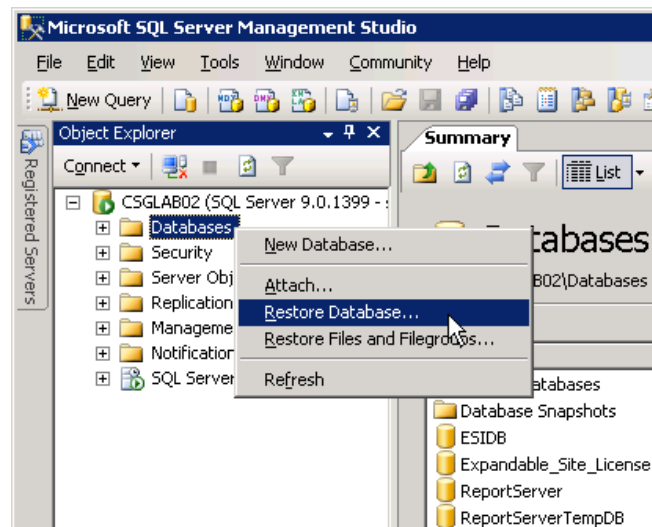 Microsoft SQL Server Management Studio
File Edit View Tools Window Community Help
New Query
Object Explorer
Summary
Registered Servers
Connect
List
CSGLAB02 (SQL Server 9.0.1399 -
Databases
Security
Server Obj
Replication
Manageme
Notification
SQL Server
New Database...
Attach...
Restore Database...
Restore Files and Filegroups...
Refresh
tabases
B02\Databases
atabases
Database Snapshots
ESIDB
Expandable_Site_License
ReportServer
ReportServerTempDB